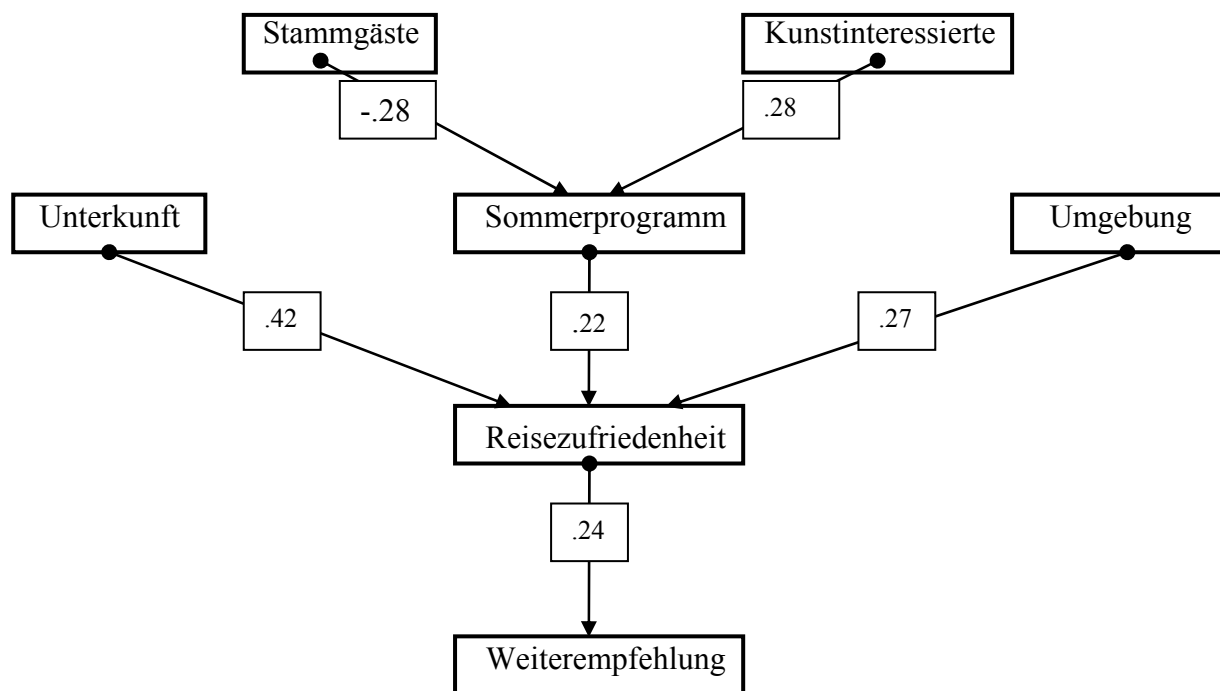 Stammgäste
Kunstinteressierte
-.28
.28
Unterkunft
Sommerprogramm
Umgebung
.42
.22
.27
Reisezufriedenheit
.24
Weiterempfehlung